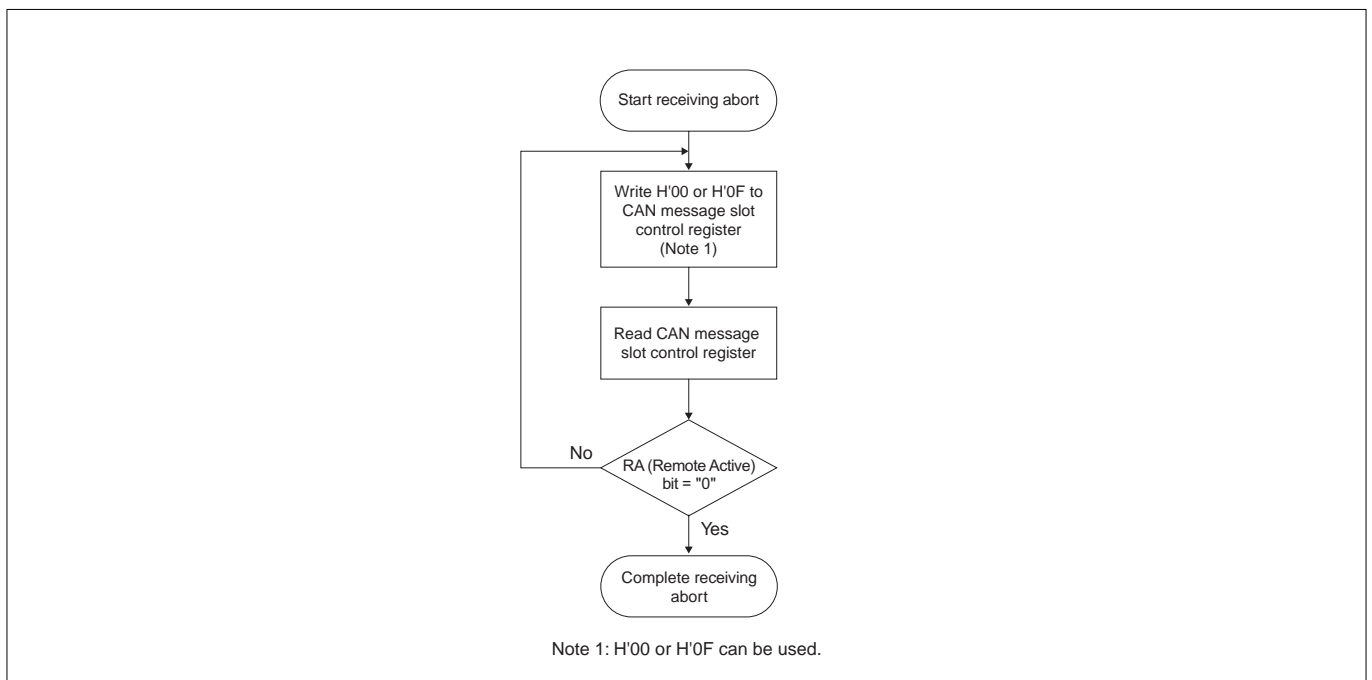 Start receiving abort
Write H'00 or H'0F to
CAN message slot
control register
(Note 1)
Read CAN message
slot control register
No
RA (Remote Active)
bit = "0"
Yes
Complete receiving
abort
Note 1: H'00 or H'0F can be used.